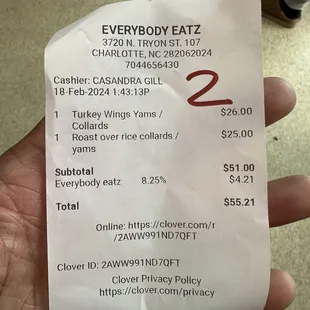 EVERYBODY EATZ
3720 N. TRYON ST. 107
CHARLOTTE, NC 282062024
7044656430
Cashier: CASANDRA GILL
18-Feb-2024 1:43:13P
2
1 Turkey Wings Yams / $26.00
Collards
1 Roast over rice collards / $25.00
yams
Subtotal $51.00
Everybody eatz 8.25% $4.21
Total $55.21
Online: https://clover.com/r
/2AWW991ND7QFT
Clover ID: 2AWW991ND7QFT
Clover Privacy Policy
https://clover.com/privacy